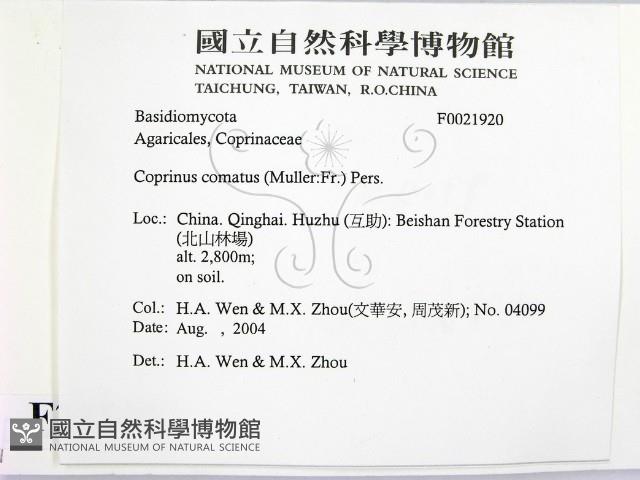 國立自然科學博物館
NATIONAL MUSEUM OF NATURAL SCIENCE
TAICHUNG, TAIWAN, R.O.CHINA
Basidiomycota F0021920
Agaricales, Coprinaceae
Coprinus comatus (Muller:Fr.) Pers.
Loc.: China. Qinghai. Huzhu (互助): Beishan Forestry Station
(北山林場)
alt. 2,800m;
on soil.
Col.: H.A. Wen & M.X. Zhou(文華安, 周茂新); No. 04099
Date: Aug. , 2004
Det.: H.A. Wen & M.X. Zhou
國立自然科學博物館
NATIONAL MUSEUM OF NATURAL SCIENCE